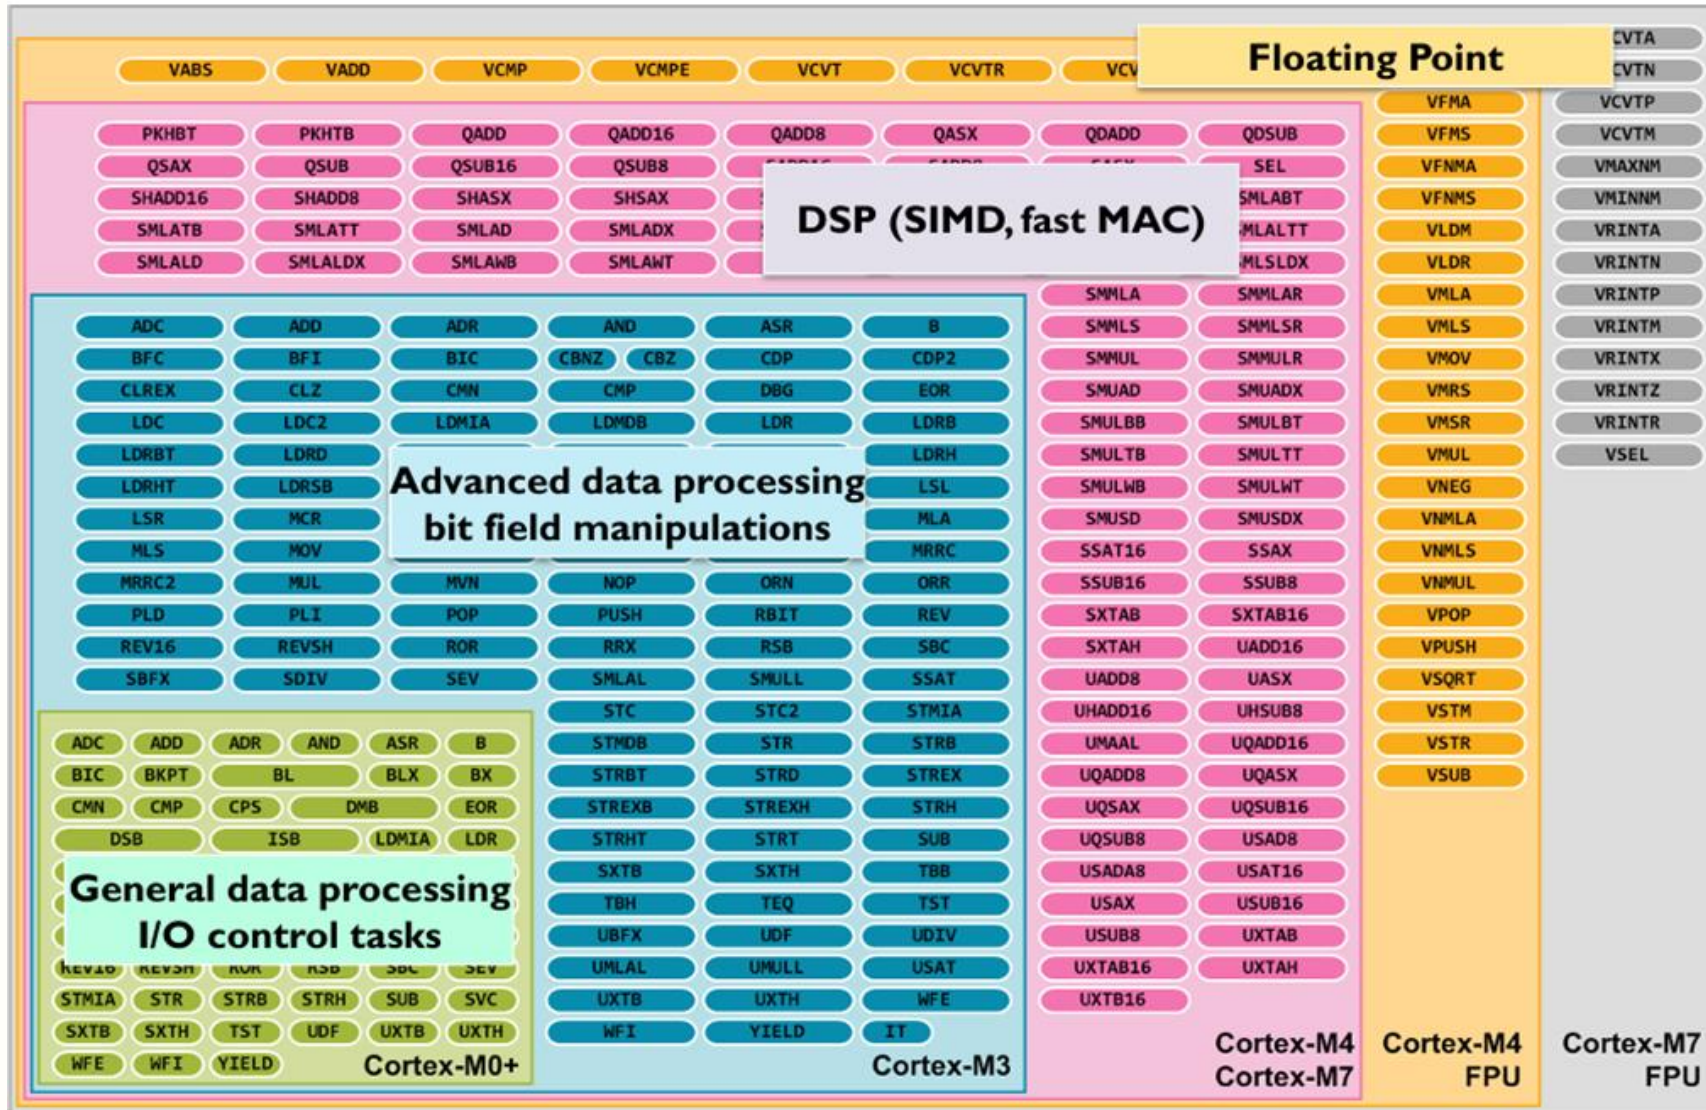 CVTA
VABS VADD VCMP VCMPE VCVT VCVTR VCV Floating Point CVTN
VFMA VCVTP
PKHBT PKHTB QADD QADD16 QADD8 QASX QDADD QDSUB VFMS VCVTM
QSAX QSUB QSUB16 QSUB8 SEL VFNMA VMAXNM
SHADD16 SHADD8 SHASX SHSAX SMLABT VFNMS VMINNM
DSP (SIMD, fast MAC)
SMLATB SMLATT SMLAD SMLADX SMLALTT VLDM VRINTA
SMLALD SMLALDX SMLAWB SMLAWT SMLSLDX VLDR VRINTN
SMMLA SMMLAR VMLA VRINTP
ADC ADD ADR AND ASR B SMMLS SMMLSR VMLS VRINTM
BFC BFI BIC CBNZ CBZ CDP CDP2 SMMUL SMMULR VMOV VRINTX
CLREX CLZ CMN CMP DBG EOR SMUAD SMUADX VMRS VRINTZ
LDC LDC2 LDMIA LDMDB LDR LDRB SMULBB SMULBT VMSR VRINTR
LDRBT LDRD LDRH SMULTB SMULTT VMUL VSEL
LDRHT LDRSB Advanced data processing LSL SMULWB SMULWT VNEG
LSR MCR bit field manipulations MLA SMUSD SMUSDX VNMLA
MLS MOV MRRC SSAT16 SSAX VNMLS
MRRC2 MUL MVN NOP ORN ORR SSUB16 SSUB8 VNMUL
PLD PLI POP PUSH RBIT REV SXTAB SXTAB16 VPOP
REV16 REVSH ROR RRX RSB SBC SXTAH UADD16 VPUSH
SBFX SDIV SEV SMLAL SMULL SSAT UADD8 UASX VSQRT
STC STC2 STMIA UHADD16 UHSUB8 VSTM
ADC ADD ADR AND ASR B STMDB STR STRB UMAAL UQADD16 VSTR
BIC BKPT BL BLX BX STRBT STRD STREX UQADD8 UQASX VSUB
CMN CMP CPS DMB EOR STREXB STREXH STRH UQSAX UQSUB16
DSB ISB LDMIA LDR STRHT STRT SUB UQSUB8 USAD8
SXTB SXTH TBB USADA8 USAT16
General data processing TBH TEQ TST USAX USUB16
I/O control tasks UBFX UDF UDIV USUB8 UXTAB
REV16 REVSH ROR RSB SBC SEV UMLAL UMULL USAT UXTAB16 UXTAH
STMIA STR STRB STRH SUB SVC UXTB UXTH WFE UXTB16
SXTB SXTH TST UDF UXTB UXTH WFI YIELD IT
WFE WFI YIELD Cortex-M0+ Cortex-M3 Cortex-M4 Cortex-M4 Cortex-M7
Cortex-M7 FPU FPU